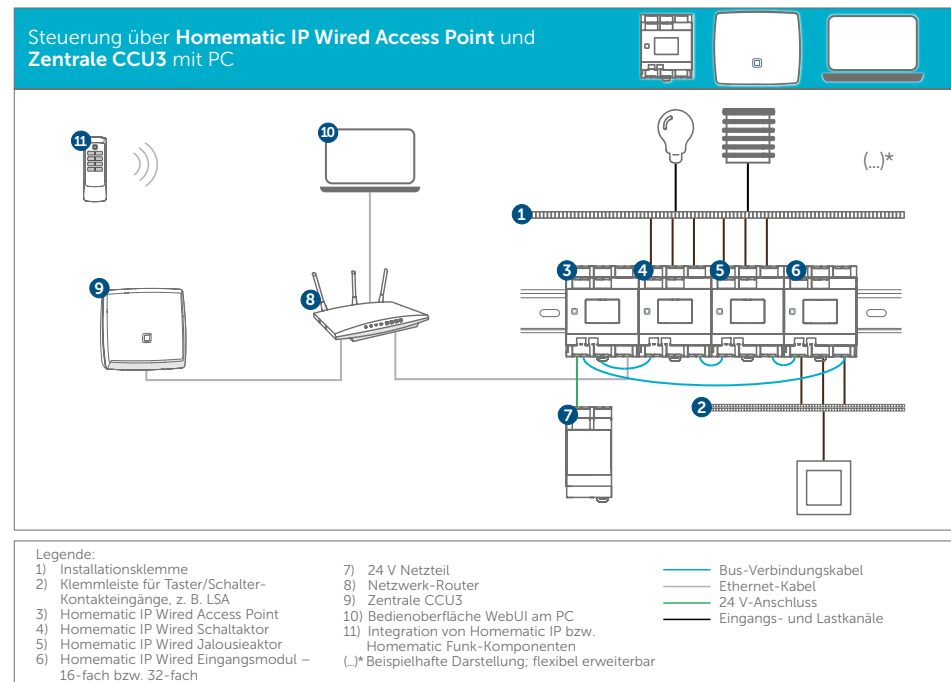 Steuerung über Homematic IP Wired Access Point und
Zentrale CCU3 mit PC
11
10
(...)*
1
3
4
5
6
9
8
2
7
Legende:
1) Installationsklemme
2) Klemmleiste für Taster/Schalter-
Kontakteingänge, z. B. LSA
3) Homematic IP Wired Access Point
4) Homematic IP Wired Schaltaktor
5) Homematic IP Wired Jalousieaktor
6) Homematic IP Wired Eingangsmodul –
16-fach bzw. 32-fach
7) 24 V Netzteil
8) Netzwerk-Router
9) Zentrale CCU3
10) Bedienoberfläche WebUI am PC
11) Integration von Homematic IP bzw.
Homematic Funk-Komponenten
(...)* Beispielhafte Darstellung; flexibel erweiterbar
Bus-Verbindungskabel
Ethernet-Kabel
24 V-Anschluss
Eingangs- und Lastkanäle